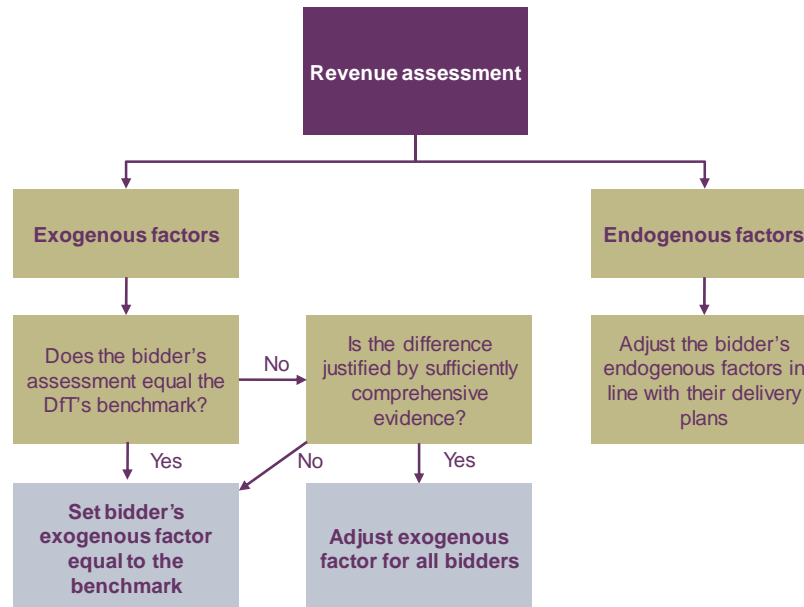 Revenue assessment
Exogenous factors
Endogenous factors
Does the bidder's
assessment equal the
DfT's benchmark?
No
Is the difference
justified by sufficiently
comprehensive
evidence?
Adjust the bidder's
endogenous factors in
line with their delivery
plans
Yes
No
Yes
Set bidder's
exogenous factor
equal to the
benchmark
Adjust exogenous
factor for all bidders